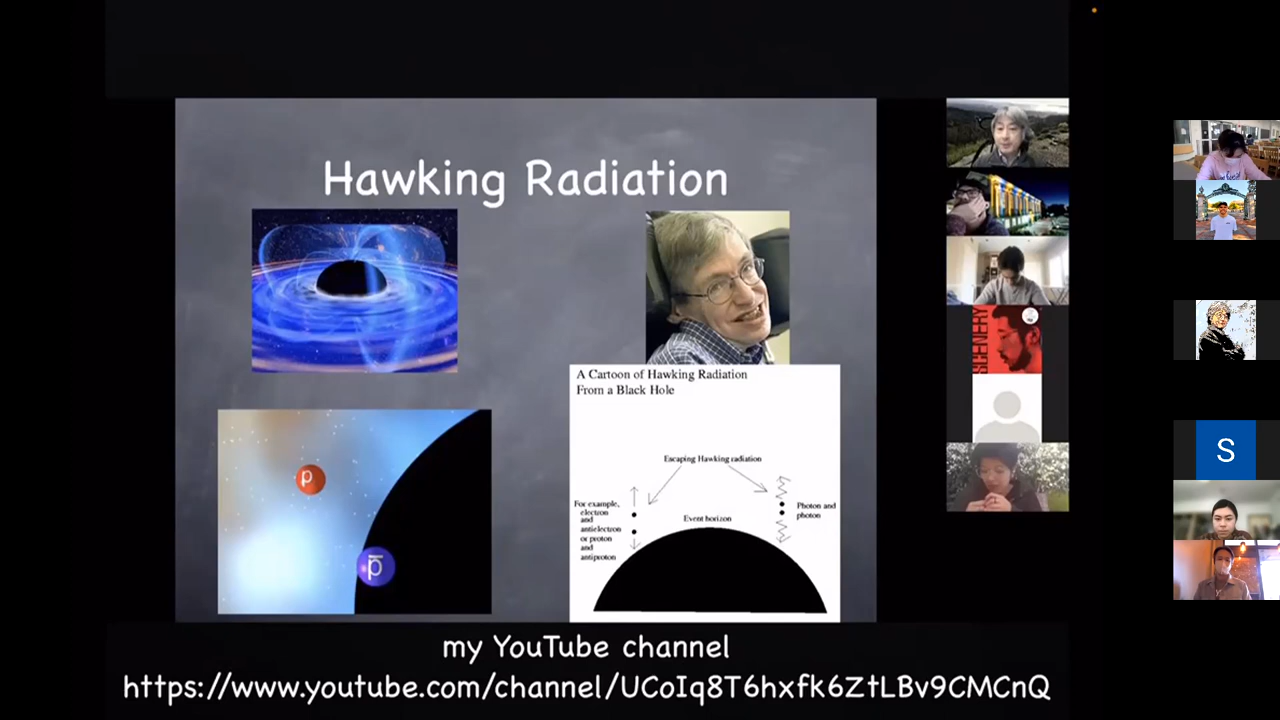 Hawking Radiation
A Cartoon of Hawking Radiation
From a Black Hole
Escaping Hawking radiation
For example,
electron
and
antielectron
or proton
and
antiproton
Event horizon
Photon and
photon
p
p̅
SCENERY
S
my YouTube channel
https://www.youtube.com/channel/UCoIq8T6hxfk6ZtLBv9CMCnQ